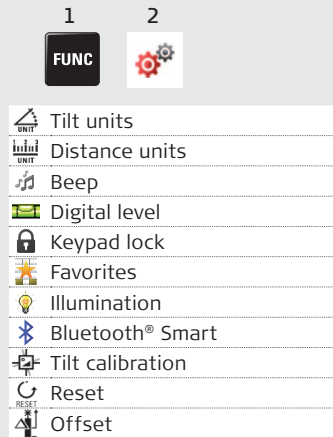 1 2
FUNC
UNIT Tilt units
UNIT Distance units
Beep
Digital level
Keypad lock
Favorites
Illumination
Bluetooth® Smart
Tilt calibration
RESET Reset
Offset